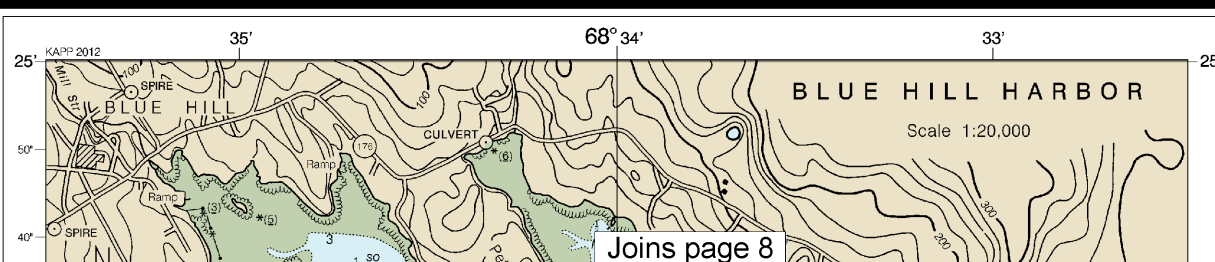 35'
68° 34'
33'
KAPP 2012
25'
25
Mill Str
100
SPIRE
BLUE HILL
100
BLUE HILL HARBOR
Scale 1:20,000
CULVERT
50"
176
(6)
Ramp
Ramp
(3)
(5)
300
200
SPIRE
40"
3
so
1
N
Pe
Joins page 8